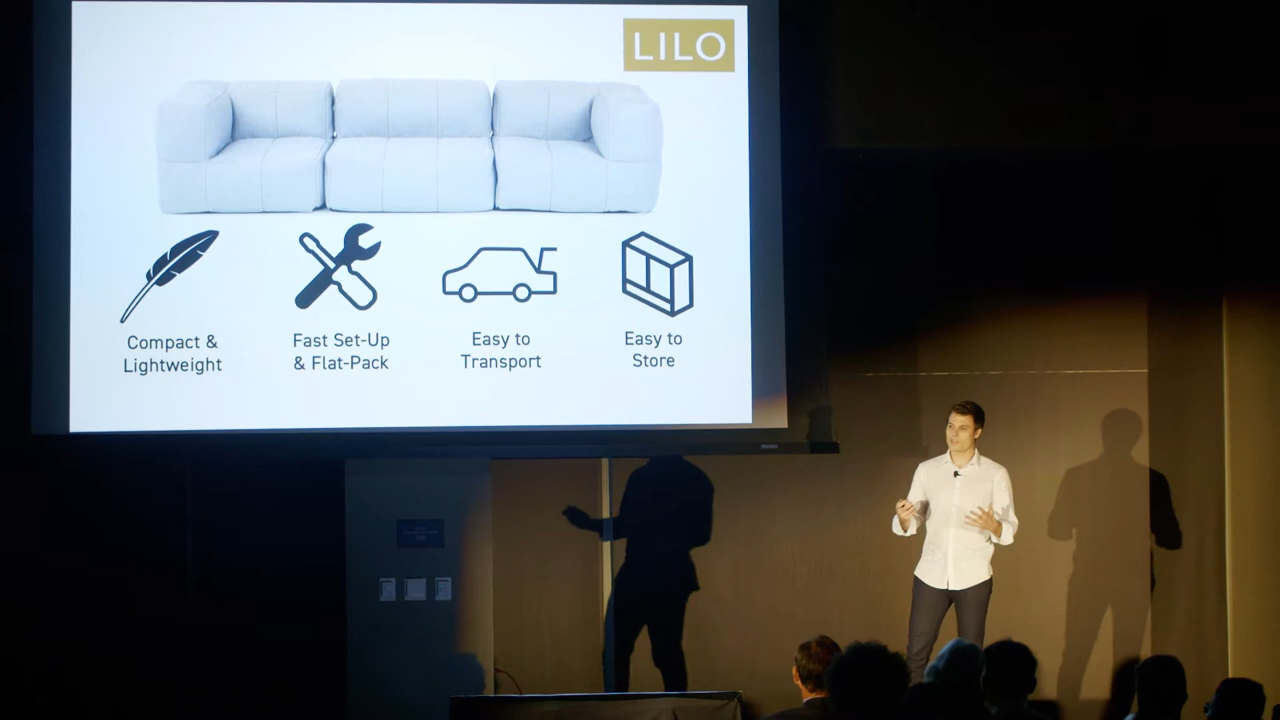 LILO
Compact &
Lightweight
Fast Set-Up
& Flat-Pack
Easy to
Transport
Easy to
Store